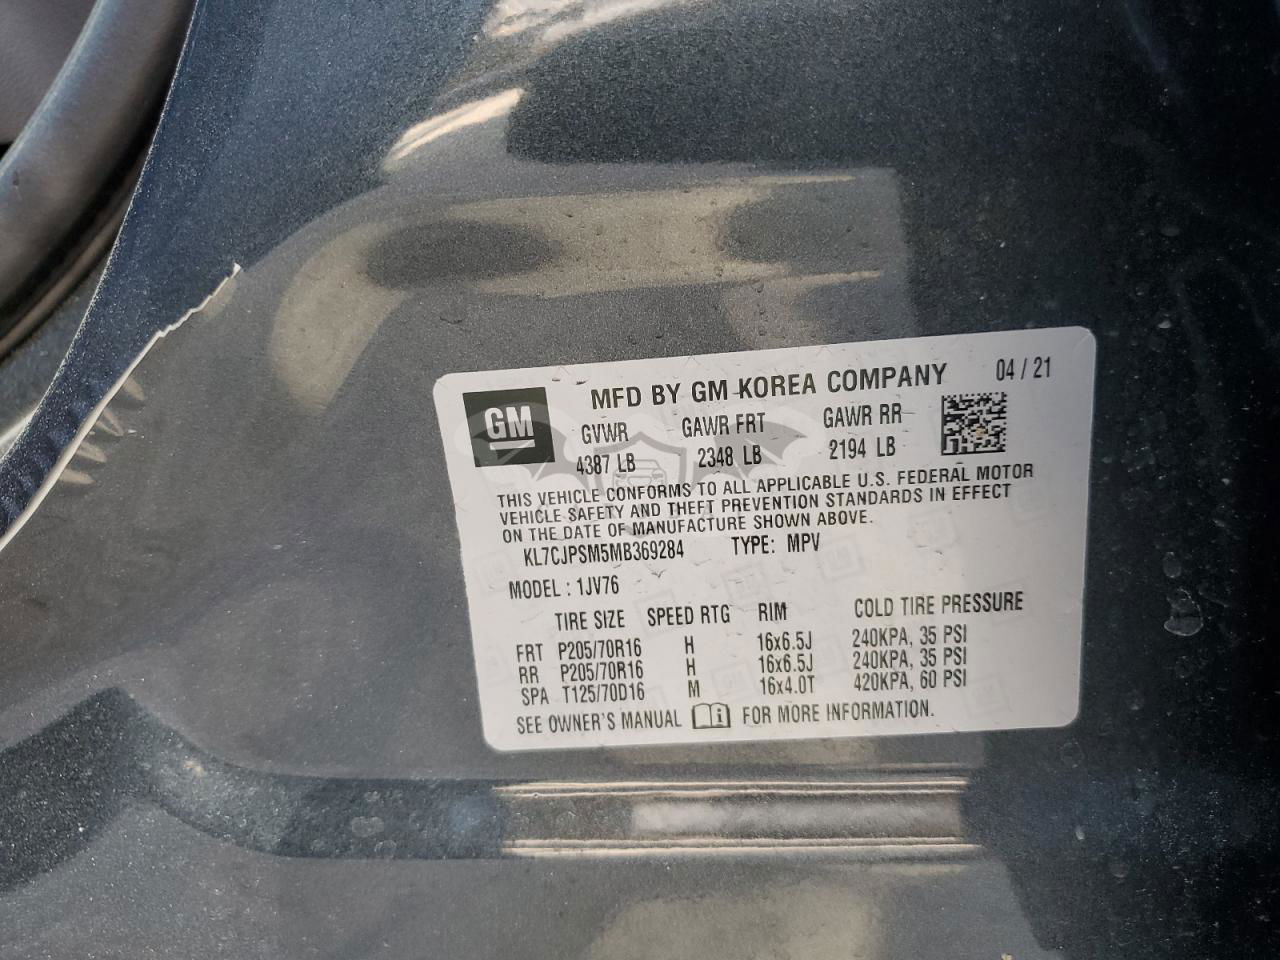 GM
MFD BY GM KOREA COMPANY 04 / 21
GVWR GAWR FRT GAWR RR
4387 LB 2348 LB 2194 LB
THIS VEHICLE CONFORMS TO ALL APPLICABLE U.S. FEDERAL MOTOR
VEHICLE SAFETY AND THEFT PREVENTION STANDARDS IN EFFECT
ON THE DATE OF MANUFACTURE SHOWN ABOVE.
KL7CJPSM5MB369284 TYPE: MPV
MODEL : 1JV76
TIRE SIZE SPEED RTG RIM COLD TIRE PRESSURE
FRT P205/70R16 H 16x6.5J 240KPA, 35 PSI
RR P205/70R16 H 16x6.5J 240KPA, 35 PSI
SPA T125/70D16 M 16x4.0T 420KPA, 60 PSI
SEE OWNER'S MANUAL FOR MORE INFORMATION.